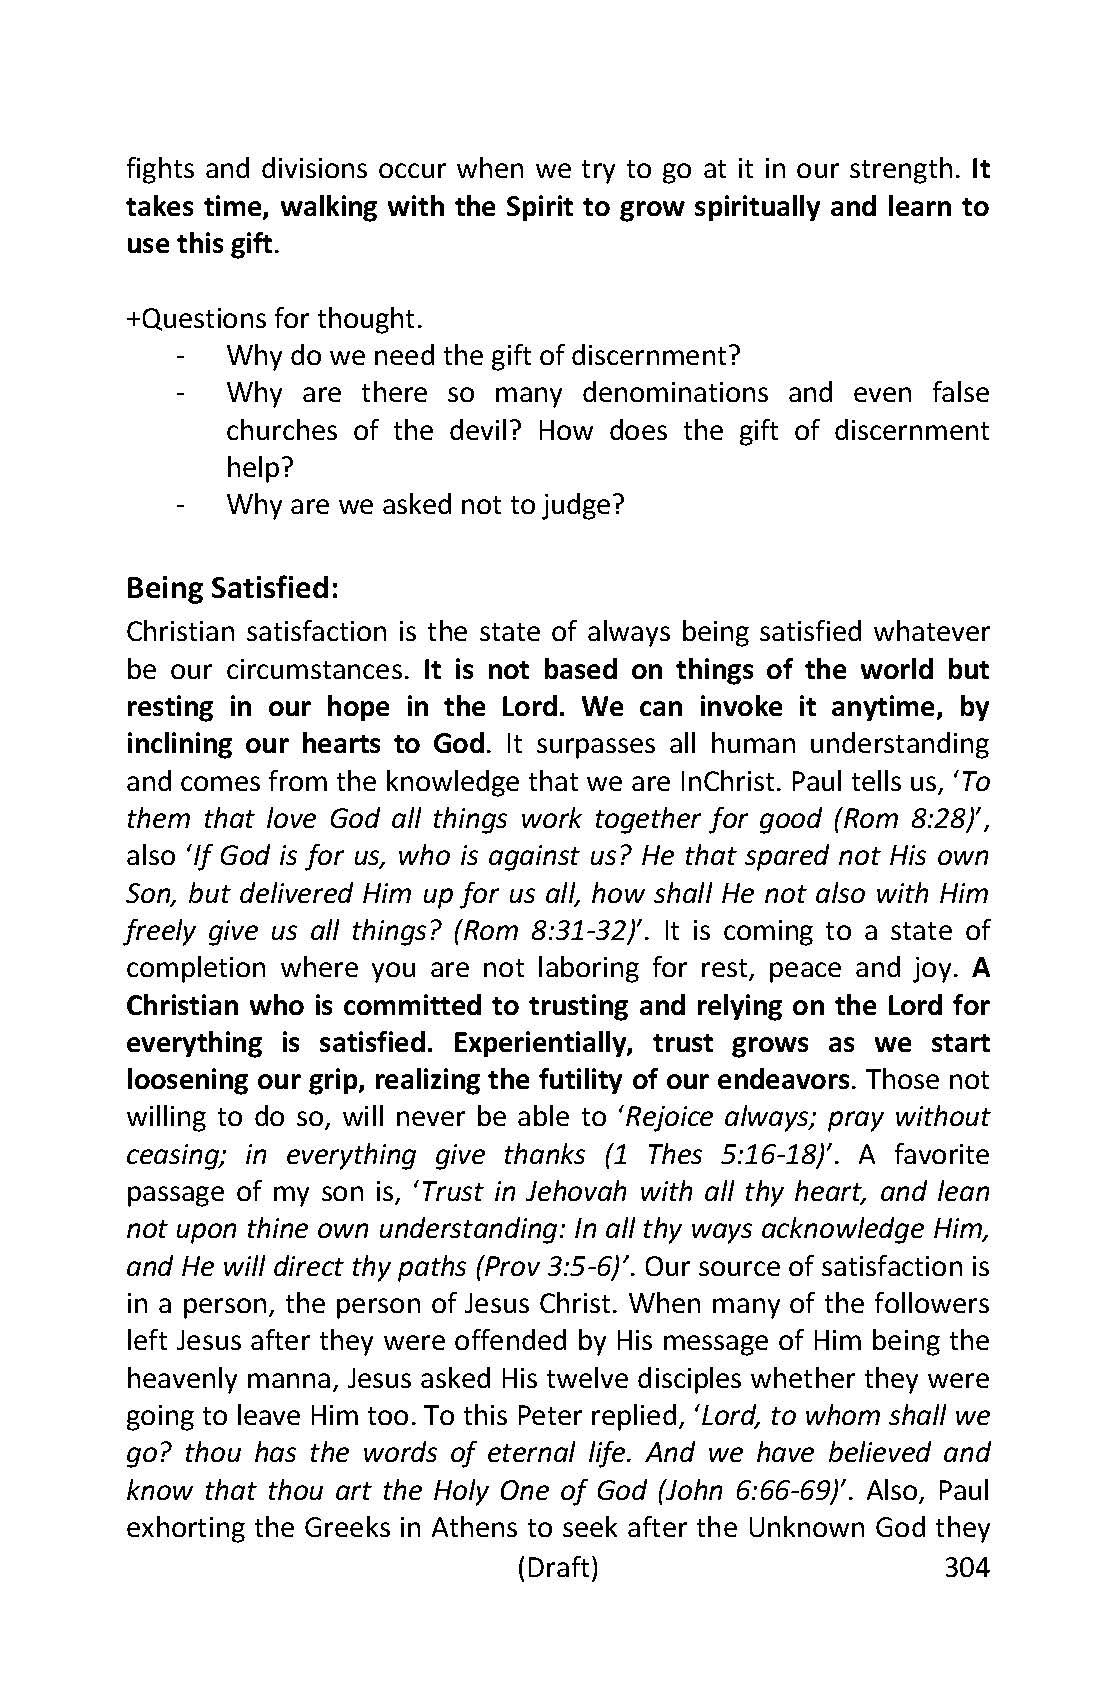 fights and divisions occur when we try to go at it in our strength. It
takes time, walking with the Spirit to grow spiritually and learn to
use this gift.
+Questions for thought.
- Why do we need the gift of discernment?
- Why are there so many denominations and even false
churches of the devil? How does the gift of discernment
help?
- Why are we asked not to judge?
Being Satisfied:
Christian satisfaction is the state of always being satisfied whatever
be our circumstances. It is not based on things of the world but
resting in our hope in the Lord. We can invoke it anytime, by
inclining our hearts to God. It surpasses all human understanding
and comes from the knowledge that we are InChrist. Paul tells us, ‘To
them that love God all things work together for good (Rom 8:28)’,
also ‘If God is for us, who is against us? He that spared not His own
Son, but delivered Him up for us all, how shall He not also with Him
freely give us all things? (Rom 8:31-32)’. It is coming to a state of
completion where you are not laboring for rest, peace and joy. A
Christian who is committed to trusting and relying on the Lord for
everything is satisfied. Experientially, trust grows as we start
loosening our grip, realizing the futility of our endeavors. Those not
willing to do so, will never be able to ‘Rejoice always; pray without
ceasing; in everything give thanks (1 Thes 5:16-18)’. A favorite
passage of my son is, ‘Trust in Jehovah with all thy heart, and lean
not upon thine own understanding: In all thy ways acknowledge Him,
and He will direct thy paths (Prov 3:5-6)’. Our source of satisfaction is
in a person, the person of Jesus Christ. When many of the followers
left Jesus after they were offended by His message of Him being the
heavenly manna, Jesus asked His twelve disciples whether they were
going to leave Him too. To this Peter replied, ‘Lord, to whom shall we
go? thou has the words of eternal life. And we have believed and
know that thou art the Holy One of God (John 6:66-69)’. Also, Paul
exhorting the Greeks in Athens to seek after the Unknown God they
(Draft) 304